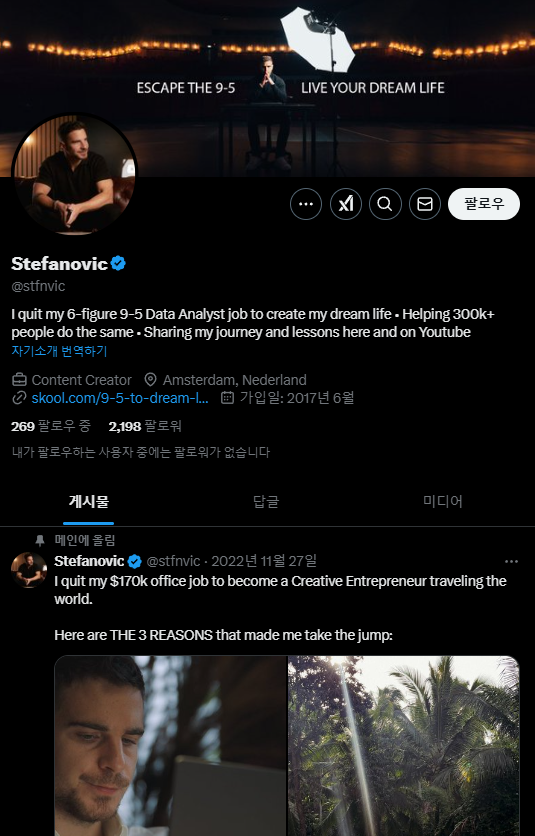 ESCAPE THE 9-5 LIVE YOUR DREAM LIFE
팔로우
Stefanovic
@stfnvic
I quit my 6-figure 9-5 Data Analyst job to create my dream life • Helping 300k+
people do the same • Sharing my journey and lessons here and on Youtube
자기소개 번역하기
Content Creator Amsterdam, Nederland
skool.com/9-5-to-dream-l... 가입일: 2017년 6월
269 팔로우 중 2,198 팔로워
내가 팔로우하는 사용자 중에는 팔로워가 없습니다
게시물 답글 미디어
메인에 올림
Stefanovic @stfnvic · 2022년 11월 27일
I quit my $170k office job to become a Creative Entrepreneur traveling the
world.
Here are THE 3 REASONS that made me take the jump: